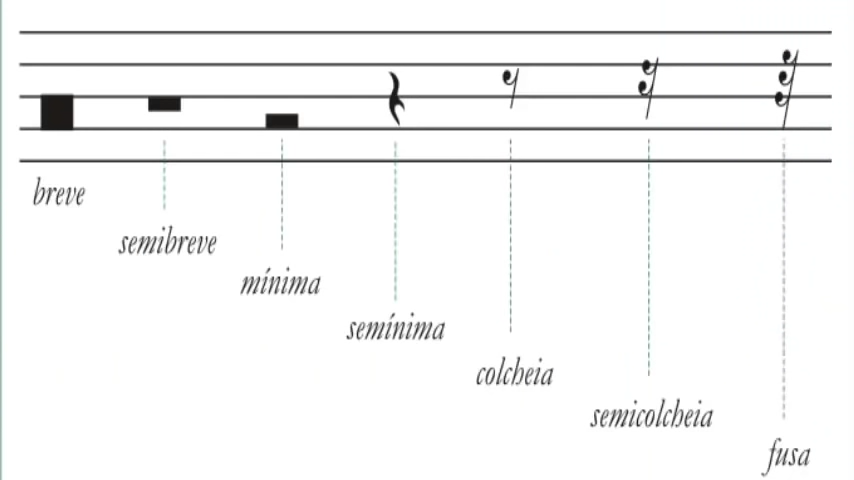 breve
semibreve
mínima
semínima
colcheia
semicolcheia
fusa